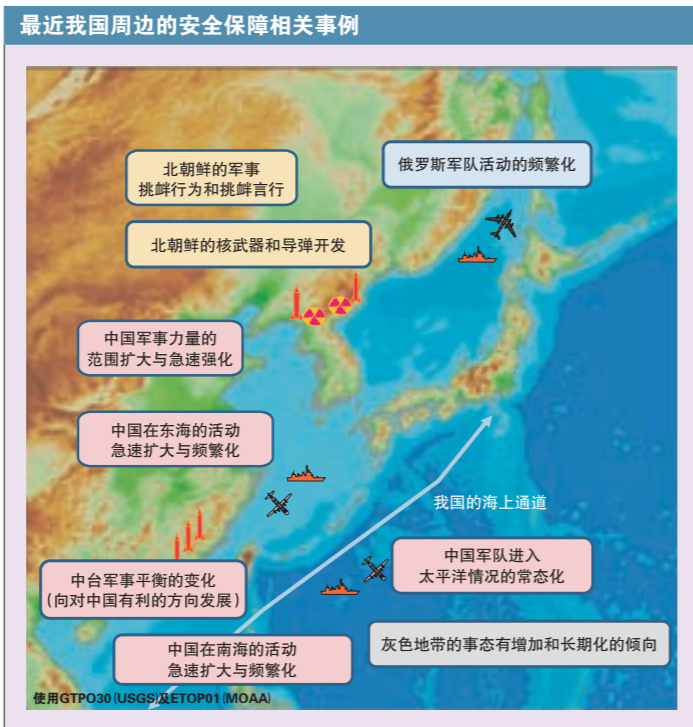 最近我国周边的安全保障相关事例
北朝鲜的军事
挑衅行为和挑衅言行
俄罗斯军队活动的频繁化
北朝鲜的核武器和导弹开发
中国军事力量的
范围扩大与急速强化
中国在东海的活动
急速扩大与频繁化
我国的海上通道
中国军队进入
太平洋情况的常态化
中台军事平衡的变化
(向对中国有利的方向发展)
灰色地带的事态有增加和长期化的倾向
中国在南海的活动
急速扩大与频繁化
使用GTPO30(USGS)及ETOP01(MOAA)